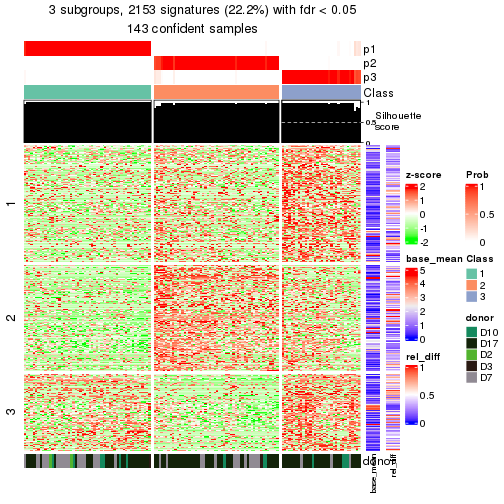 3 subgroups, 2153 signatures (22.2%) with fdr < 0.05
143 confident samples
p1
p2
p3
Class
1
0.5
0
Silhouette
score
1
2
3
donor
base_mean
rel_diff
z-score
2
1
0
-1
-2
Prob
1
0.5
0
base_mean
5
4
3
2
1
0
Class
1
2
3
rel_diff
1
0.5
0
donor
D10
D17
D2
D3
D7